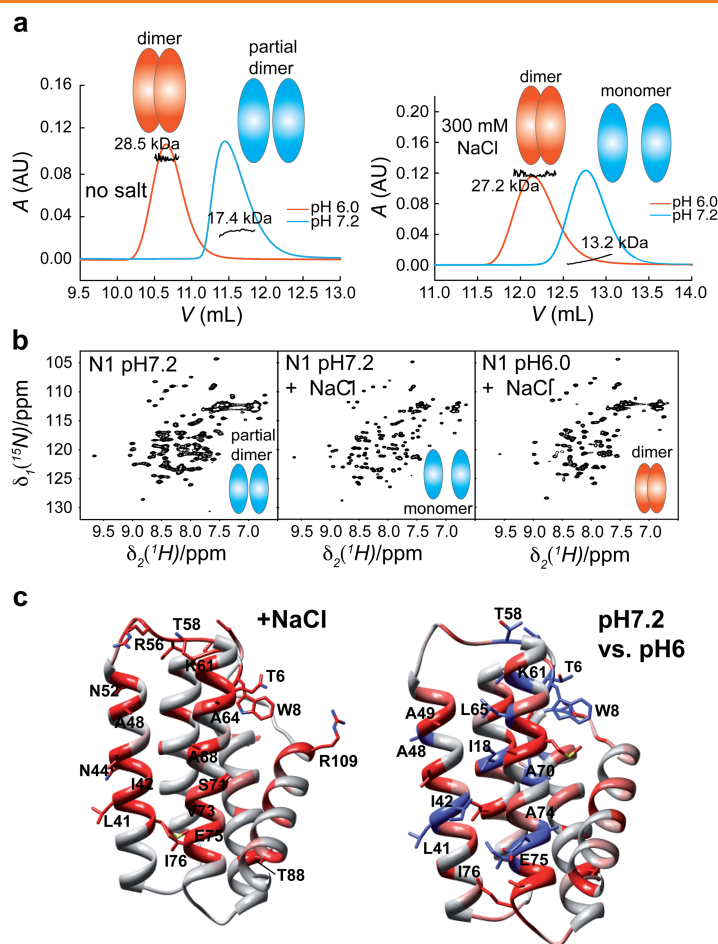 a
dimer
partial
dimer
0.16
0.12
0.08
0.04
0.00
A (AU)
28.5 kDa
no salt
17.4 kDa
pH 6.0
pH 7.2
9.5 10.0 10.5 11.0 11.5 12.0 12.5 13.0
V (mL)
dimer
monomer
0.20
0.16
0.12
0.08
0.04
0.00
A (AU)
300 mM
NaCl
27.2 kDa
13.2 kDa
pH 6.0
pH 7.2
11.0 11.5 12.0 12.5 13.0 13.5 14.0
V (mL)
b
105
110
115
120
125
130
δ1(15N)/ppm
N1 pH7.2
partial
dimer
9.5 9.0 8.5 8.0 7.5 7.0
δ2(1H)/ppm
N1 pH7.2
+ NaCl
monomer
9.5 9.0 8.5 8.0 7.5 7.0
δ2(1H)/ppm
N1 pH6.0
+ NaCl
dimer
9.5 9.0 8.5 8.0 7.5 7.0
δ2(1H)/ppm
c
+NaCl
T58
R56
K61
T6
N52
W8
A48
A64
R109
A68
N44
I42
S71
V73
L41
E75
I76
T88
pH7.2
vs. pH6
T58
K61
T6
A49
L65
W8
A48
I18
A70
I42
A74
L41
E75
I76